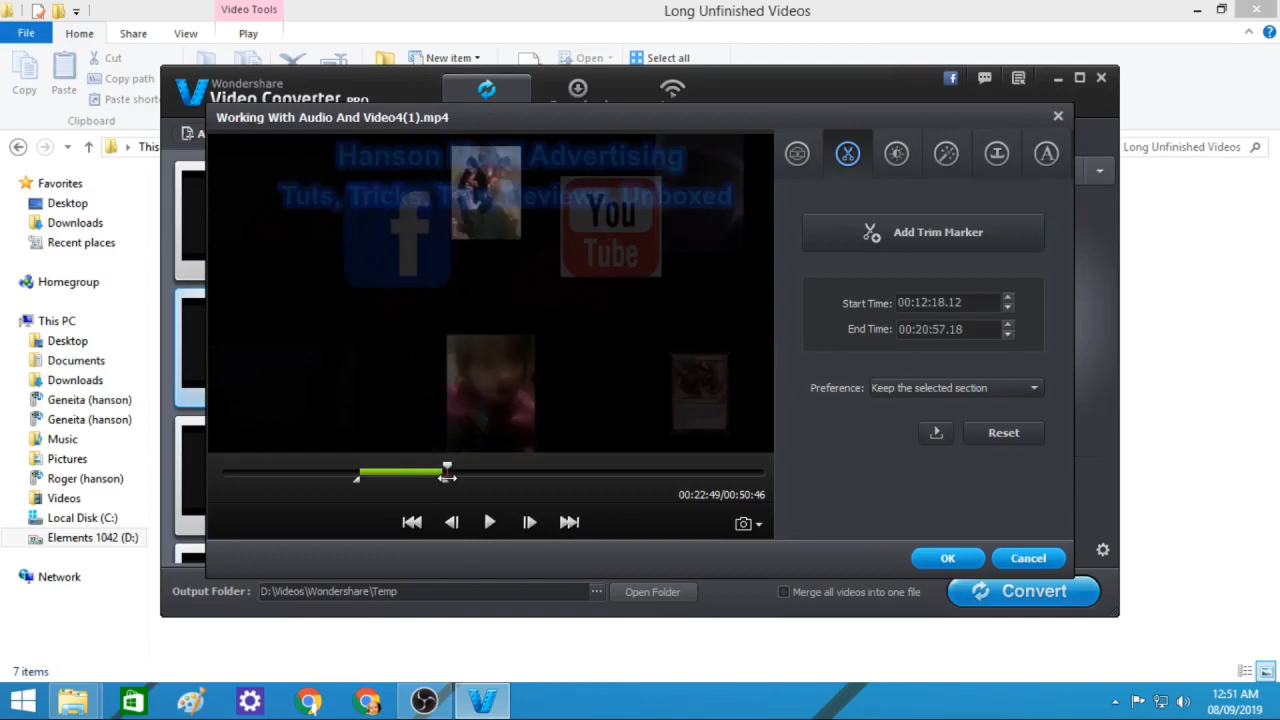 Video Tools
Long Unfinished Videos
File
Home
Share
View
Play
Cut
Copy path
Copy
Paste
New item
Open
Select all
Clipboard
Wondershare
Video Converter PRO
This
Long Unfinished Videos
Working With Audio And Video4(1).mp4
Hanson
Advertising
Tuts, Tricks,
Unboxed
f
You
Tube
A
Add Trim Marker
Start Time: 00:12:18.12
End Time: 00:20:57.18
Preference: Keep the selected section
Reset
00:22:49/00:50:46
OK
Cancel
Output Folder : D:\Videos\Wondershare\Temp
...
Open Folder
Merge all videos into one file
Convert
Favorites
Desktop
Downloads
Recent places
Homegroup
This PC
Desktop
Documents
Downloads
Geneita (hanson)
Geneita (hanson)
Music
Pictures
Roger (hanson)
Videos
Local Disk (C:)
Elements 1042 (D:)
Network
7 items
12:51 AM
08/09/2019